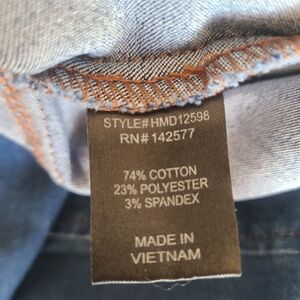 STYLE# HMD12598
RN# 142577
74% COTTON
23% POLYESTER
3% SPANDEX
MADE IN
VIETNAM